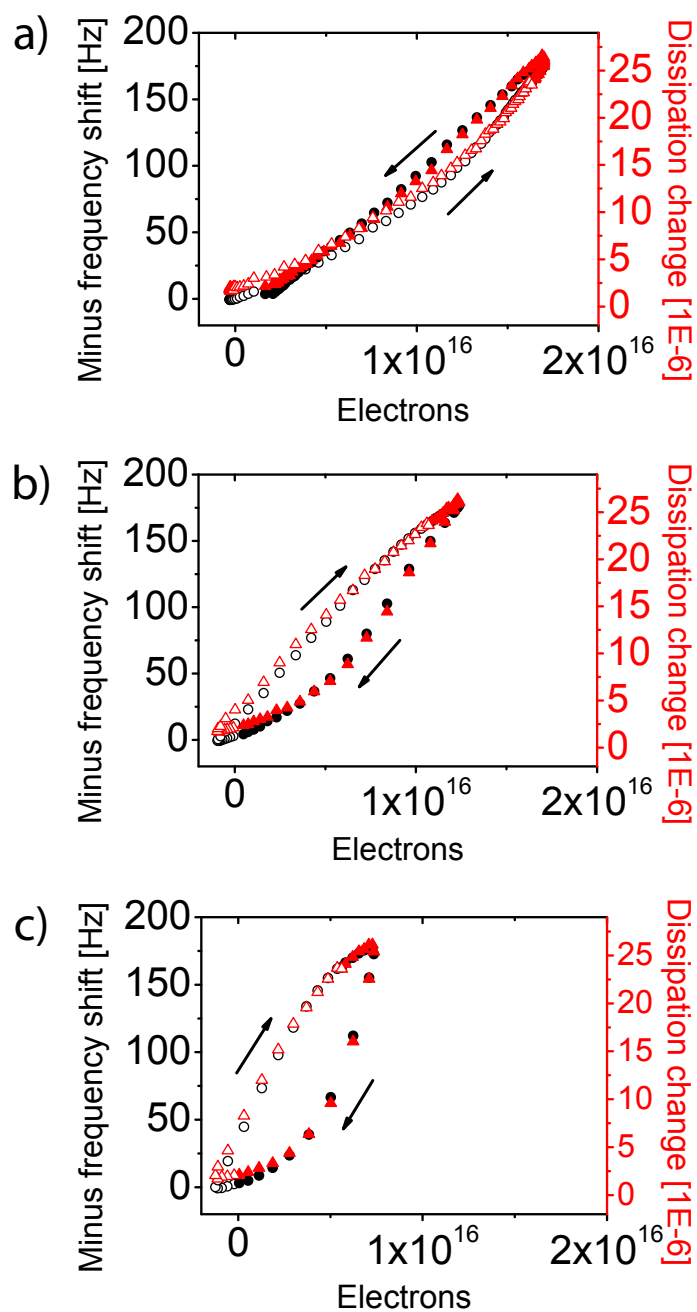 a)
Minus frequency shift [Hz]
200
150
100
50
0
25
20
15
10
5
0
Dissipation change [1E-6]
0
1x10^16
2x10^16
Electrons
b)
Minus frequency shift [Hz]
200
150
100
50
0
25
20
15
10
5
0
Dissipation change [1E-6]
0
1x10^16
2x10^16
Electrons
c)
Minus frequency shift [Hz]
200
150
100
50
0
25
20
15
10
5
0
Dissipation change [1E-6]
0
1x10^16
2x10^16
Electrons